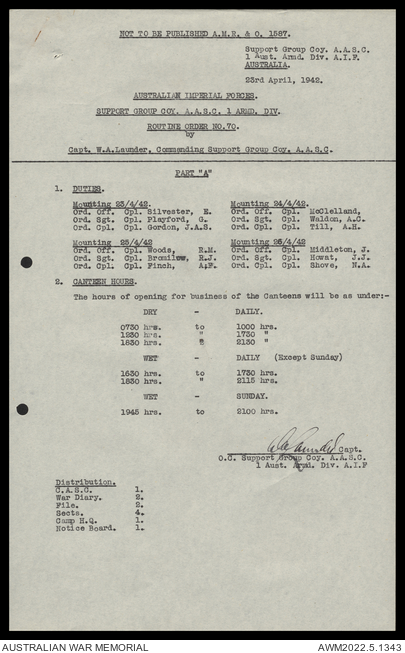 NOT TO BE PUBLISHED A.M.R. & O. 1587.
Support Group Coy. A.A.S.C.
1 Aust. Armd. Div. A.I.F.
AUSTRALIA.
23rd April, 1942.
AUSTRALIAN IMPERIAL FORCES.
SUPPORT GROUP COY. A.A.S.C. 1 ARMD. DIV.
ROUTINE ORDER NO.70.
by
Capt. W.A.Launder, Commanding Support Group Coy. A.A.S.C.
PART "A"
1. DUTIES.
Mounting 23/4/42. Mounting 24/4/42.
Ord. Off. Cpl. Silvester, E. Ord. Off. Cpl. McClelland,
Ord. Sgt. Cpl. Playford, G. Ord. Sgt. Cpl. Waldon, A.C.
Ord. Cpl. Cpl. Gordon, J.A.S. Ord. Cpl. Cpl. Till, A.H.
Mounting 25/4/42 Mounting 26/4/42
Ord. Off. Cpl. Woods, R.M. Ord. Off. Cpl. Middleton, J.
Ord. Sgt. Cpl. Bromilow, R.J. Ord. Sgt. Cpl. Howat, J.J.
Ord. Cpl. Cpl. Finch, A.F. Ord. Cpl. Cpl. Shove, N.A.
2. CANTEEN HOURS.
The hours of opening for business of the Canteens will be as under:-
DRY - DAILY.
0730 hrs. to 1000 hrs.
1230 hrs. " 1730 "
1830 hrs. " 2130 "
WET - DAILY (Except Sunday)
1630 hrs. to 1730 hrs.
1830 hrs. " 2115 hrs.
WET - SUNDAY.
1945 hrs. to 2100 hrs.
Capt.
O.C. Support Group Coy. A.A.S.C.
1 Aust. Armd. Div. A.I.F
Distribution.
C.A.S.C. 1.
War Diary. 2.
File. 2.
Sects. 4.
Camp H.Q. 1.
Notice Board. 1.
AUSTRALIAN WAR MEMORIAL AWM2022.5.1343